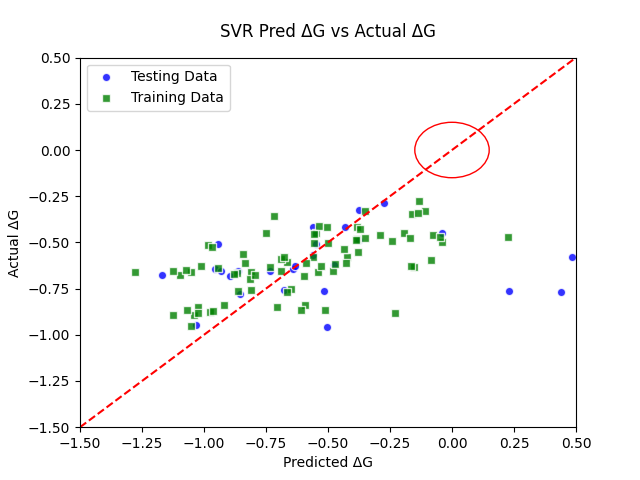 SVR Pred ΔG vs Actual ΔG
Testing Data
Training Data
0.50
0.25
0.00
−0.25
−0.50
−0.75
−1.00
−1.25
−1.50
Actual ΔG
−1.50 −1.25 −1.00 −0.75 −0.50 −0.25 0.00 0.25 0.50
Predicted ΔG